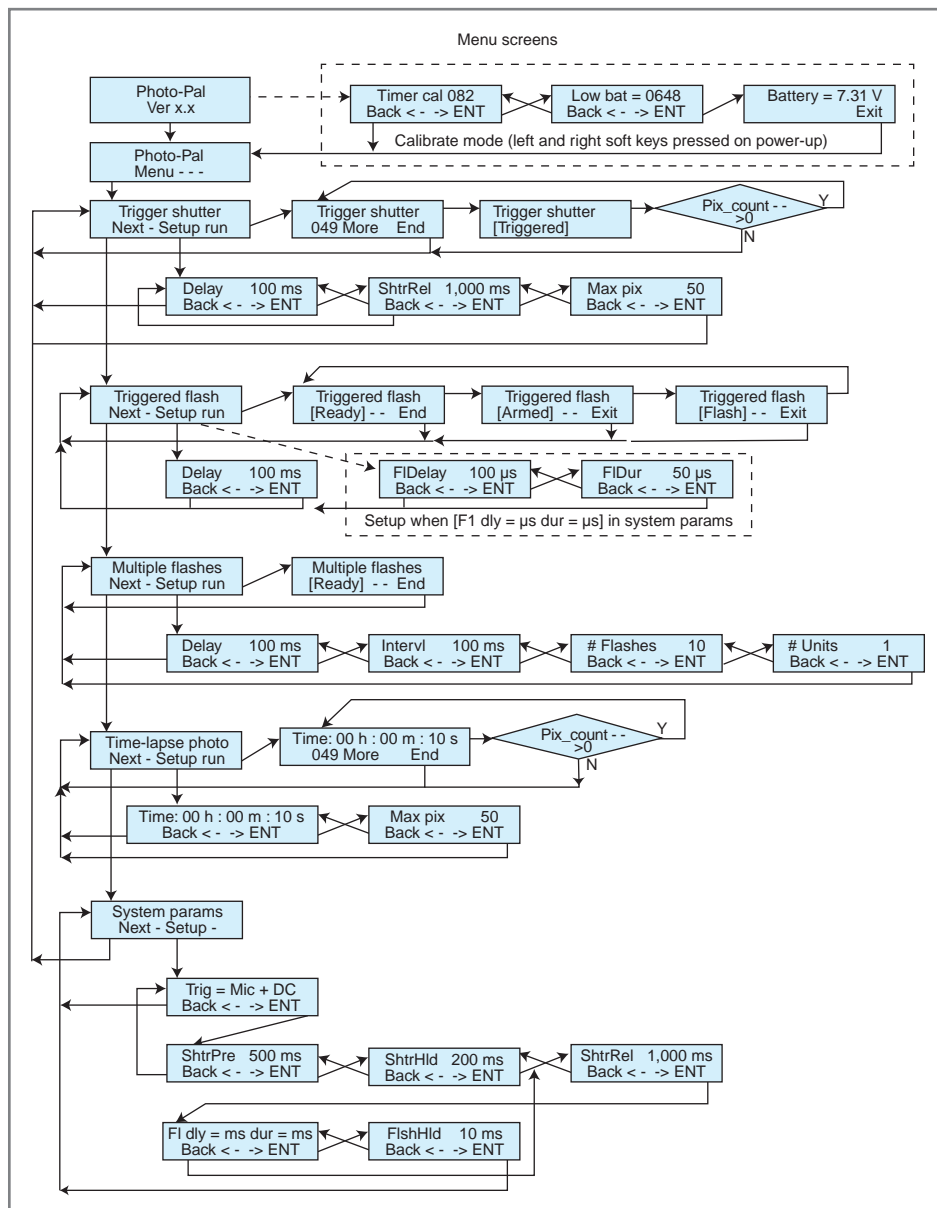 Menu screens
Photo-Pal
Ver x.x
Timer cal 082
Back < - -> ENT
Low bat = 0648
Back < - -> ENT
Battery = 7.31 V
Exit
Calibrate mode (left and right soft keys pressed on power-up)
Photo-Pal
Menu - - -
Trigger shutter
Next - Setup run
Trigger shutter
049 More End
Trigger shutter
[Triggered]
Pix_count - -
>0
Y
N
Delay 100 ms
Back < - -> ENT
ShtrRel 1,000 ms
Back < - -> ENT
Max pix 50
Back < - -> ENT
Triggered flash
Next - Setup run
Triggered flash
[Ready] - - End
Triggered flash
[Armed] - - Exit
Triggered flash
[Flash] - - Exit
Delay 100 ms
Back < - -> ENT
FlDelay 100 µs
Back < - -> ENT
FlDur 50 µs
Back < - -> ENT
Setup when [F1 dly = µs dur = µs] in system params
Multiple flashes
Next - Setup run
Multiple flashes
[Ready] - - End
Delay 100 ms
Back < - -> ENT
Intervl 100 ms
Back < - -> ENT
# Flashes 10
Back < - -> ENT
# Units 1
Back < - -> ENT
Time-lapse photo
Next - Setup run
Time: 00 h : 00 m : 10 s
049 More End
Pix_count - -
>0
Y
N
Time: 00 h : 00 m : 10 s
Back < - -> ENT
Max pix 50
Back < - -> ENT
System params
Next - Setup -
Trig = Mic + DC
Back < - -> ENT
ShtrPre 500 ms
Back < - -> ENT
ShtrHld 200 ms
Back < - -> ENT
ShtrRel 1,000 ms
Back < - -> ENT
Fl dly = ms dur = ms
Back < - -> ENT
FlshHld 10 ms
Back < - -> ENT